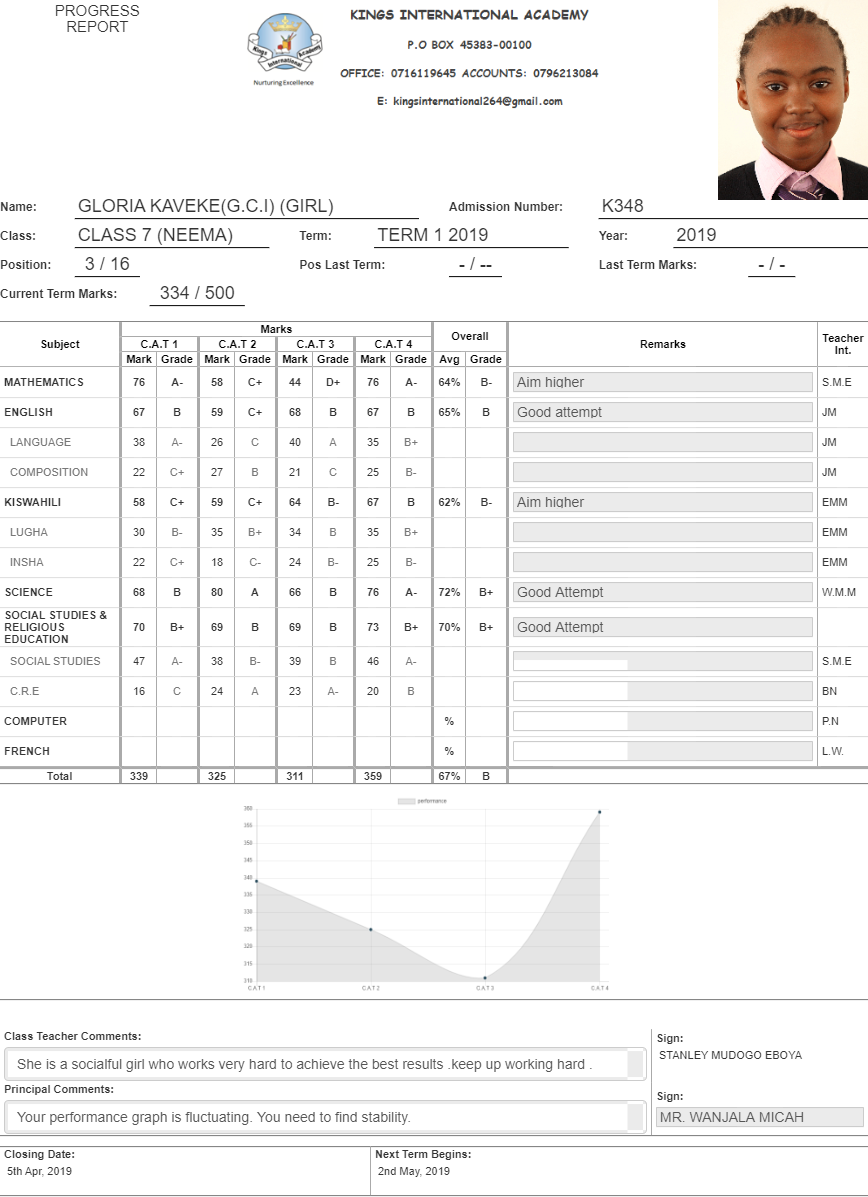 PROGRESS
REPORT
KINGS INTERNATIONAL ACADEMY
P.O BOX 45383-00100
OFFICE: 0716119645 ACCOUNTS: 0796213084
E: kingsinternational264@gmail.com
Kings International Academy
Nurturing Excellence
Name: GLORIA KAVEKE(G.C.I) (GIRL) Admission Number: K348
Class: CLASS 7 (NEEMA) Term: TERM 1 2019 Year: 2019
Position: 3 / 16 Pos Last Term: - / -- Last Term Marks: - / -
Current Term Marks: 334 / 500
Subject Marks Overall Remarks Teacher Int.
C.A.T 1 C.A.T 2 C.A.T 3 C.A.T 4
Mark Grade Mark Grade Mark Grade Mark Grade Avg Grade
MATHEMATICS 76 A- 58 C+ 44 D+ 76 A- 64% B- Aim higher S.M.E
ENGLISH 67 B 59 C+ 68 B 67 B 65% B Good attempt JM
LANGUAGE 38 A- 26 C 40 A 35 B+ JM
COMPOSITION 22 C+ 27 B 21 C 25 B- JM
KISWAHILI 58 C+ 59 C+ 64 B- 67 B 62% B- Aim higher EMM
LUGHA 30 B- 35 B+ 34 B 35 B+ EMM
INSHA 22 C+ 18 C- 24 B- 25 B- EMM
SCIENCE 68 B 80 A 66 B 76 A- 72% B+ Good Attempt W.M.M
SOCIAL STUDIES &
RELIGIOUS
EDUCATION 70 B+ 69 B 69 B 73 B+ 70% B+ Good Attempt
SOCIAL STUDIES 47 A- 38 B- 39 B 46 A- S.M.E
C.R.E 16 C 24 A 23 A- 20 B BN
COMPUTER % P.N
FRENCH % L.W.
Total 339 325 311 359 67% B
performance
360
355
350
345
340
335
330
325
320
315
310
C.A.T 1 C.A.T 2 C.A.T 3 C.A.T 4
Class Teacher Comments:
She is a socialful girl who works very hard to achieve the best results .keep up working hard .
Sign:
STANLEY MUDOGO EBOYA
Principal Comments:
Your performance graph is fluctuating. You need to find stability.
Sign:
MR. WANJALA MICAH
Closing Date:
5th Apr, 2019
Next Term Begins:
2nd May, 2019